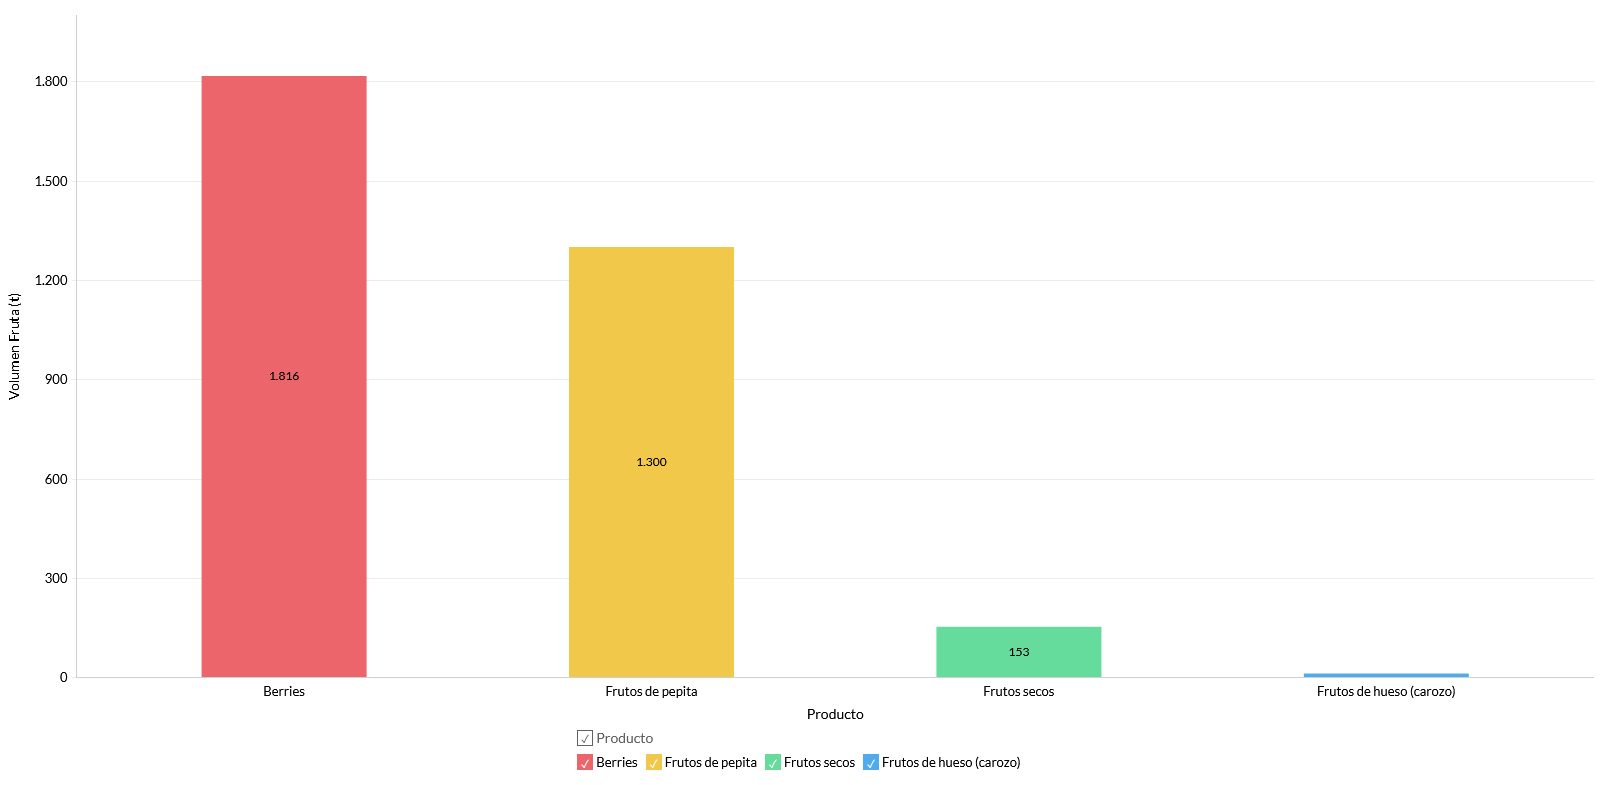 Volumen Fruta (t)
1.800
1.500
1.200
900
600
300
0
1.816
1.300
153
Berries
Frutos de pepita
Frutos secos
Frutos de hueso (carozo)
Producto
Producto
Berries Frutos de pepita Frutos secos Frutos de hueso (carozo)